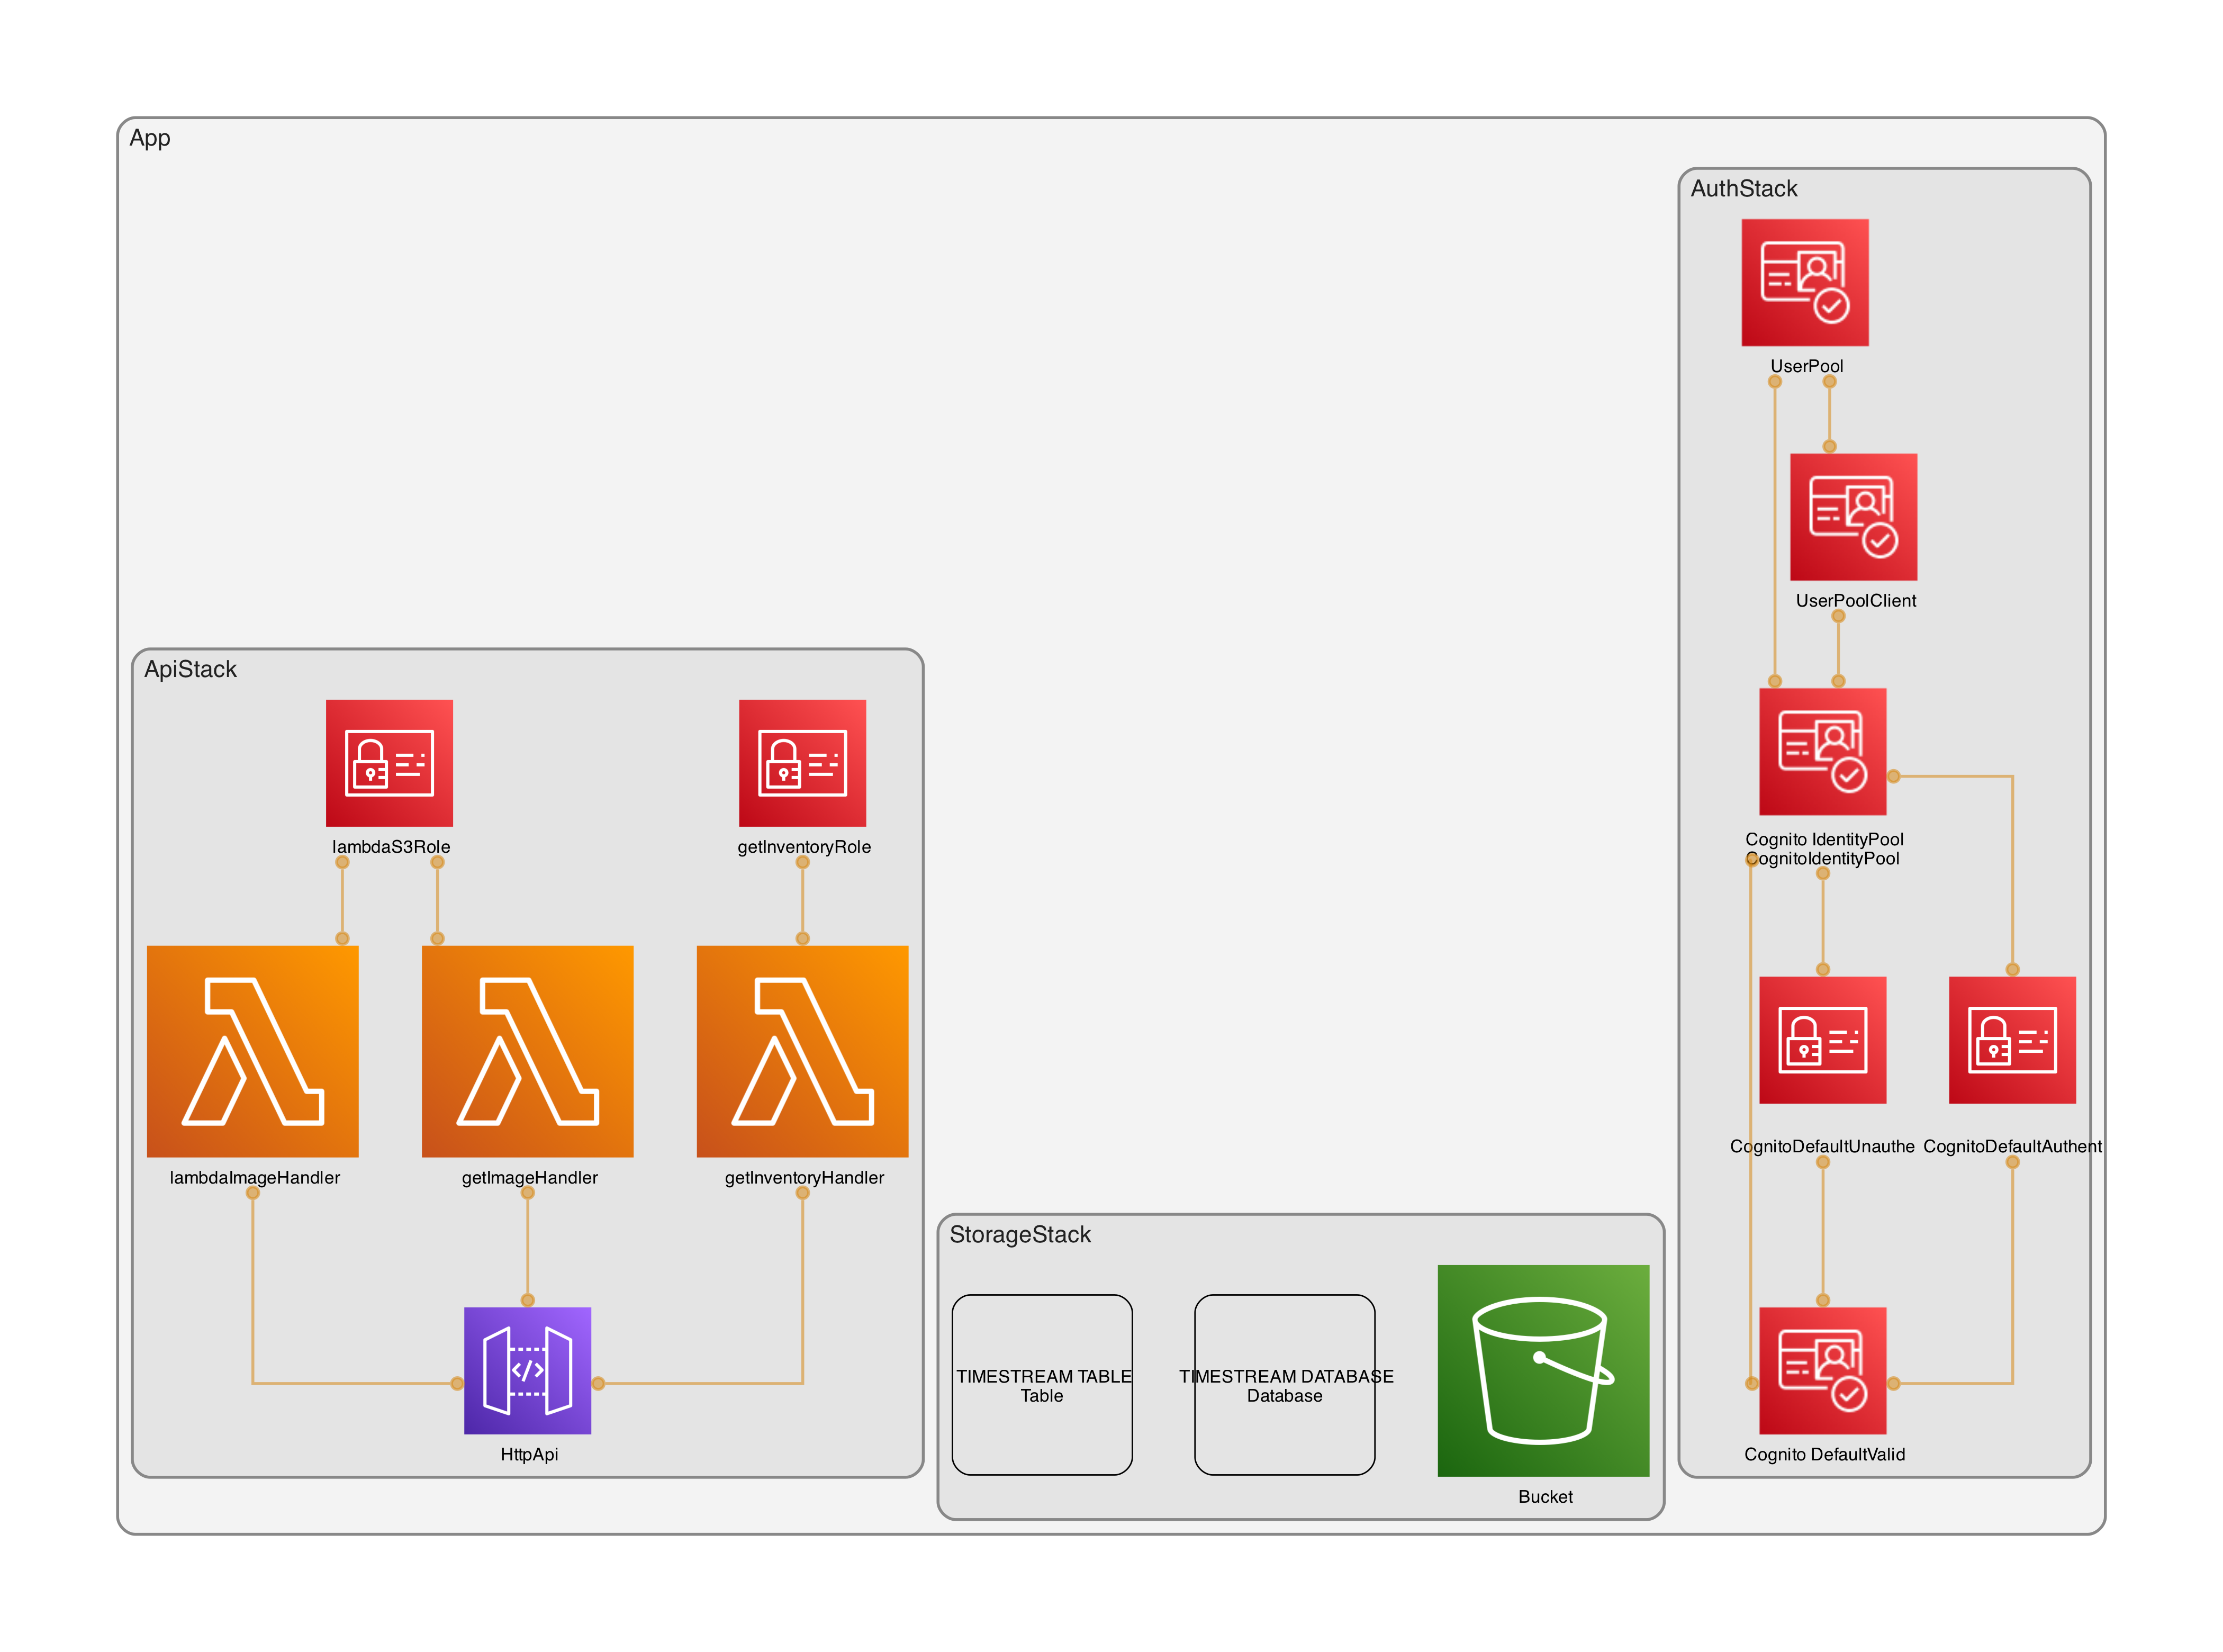 App
AuthStack
UserPool
UserPoolClient
Cognito IdentityPool
CognitoIdentityPool
CognitoDefaultUnauthe
CognitoDefaultAuthent
Cognito DefaultValid
ApiStack
lambdaS3Role
getInventoryRole
lambdaImageHandler
getImageHandler
getInventoryHandler
HttpApi
StorageStack
TIMESTREAM TABLE
Table
TIMESTREAM DATABASE
Database
Bucket